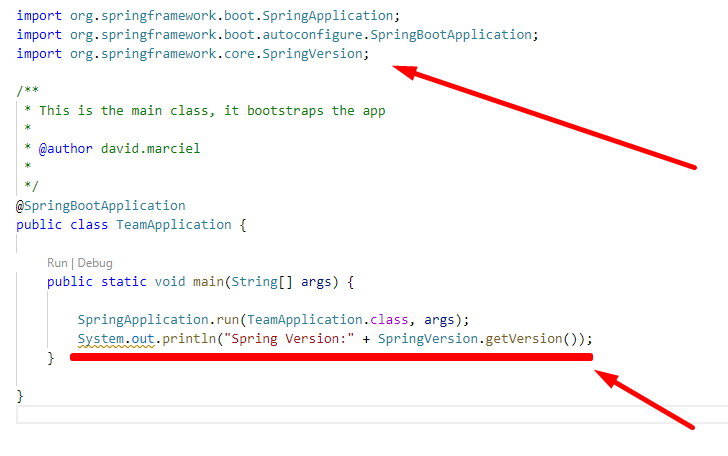 import org.springframework.boot.SpringApplication;
import org.springframework.boot.autoconfigure.SpringBootApplication;
import org.springframework.core.SpringVersion;
/**
* This is the main class, it bootstraps the app
*
* @author david.marciel
*
*/
@SpringBootApplication
public class TeamApplication {
Run | Debug
public static void main(String[] args) {
SpringApplication.run(TeamApplication.class, args);
System.out.println("Spring Version:" + SpringVersion.getVersion());
}
}